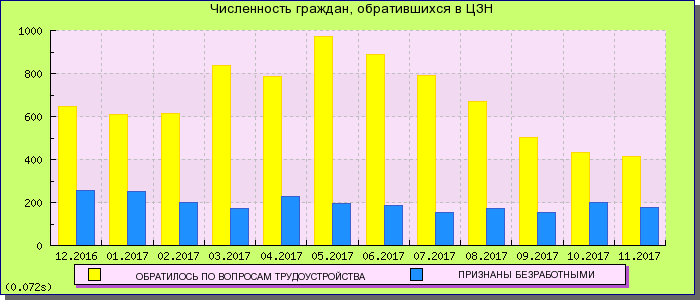 Численность граждан, обратившихся в ЦЗН
1000
800
600
400
200
0
12.2016 01.2017 02.2017 03.2017 04.2017 05.2017 06.2017 07.2017 08.2017 09.2017 10.2017 11.2017
ОБРАТИЛОСЬ ПО ВОПРОСАМ ТРУДОУСТРОЙСТВА ПРИЗНАНЫ БЕЗРАБОТНЫМИ
(0.072s)